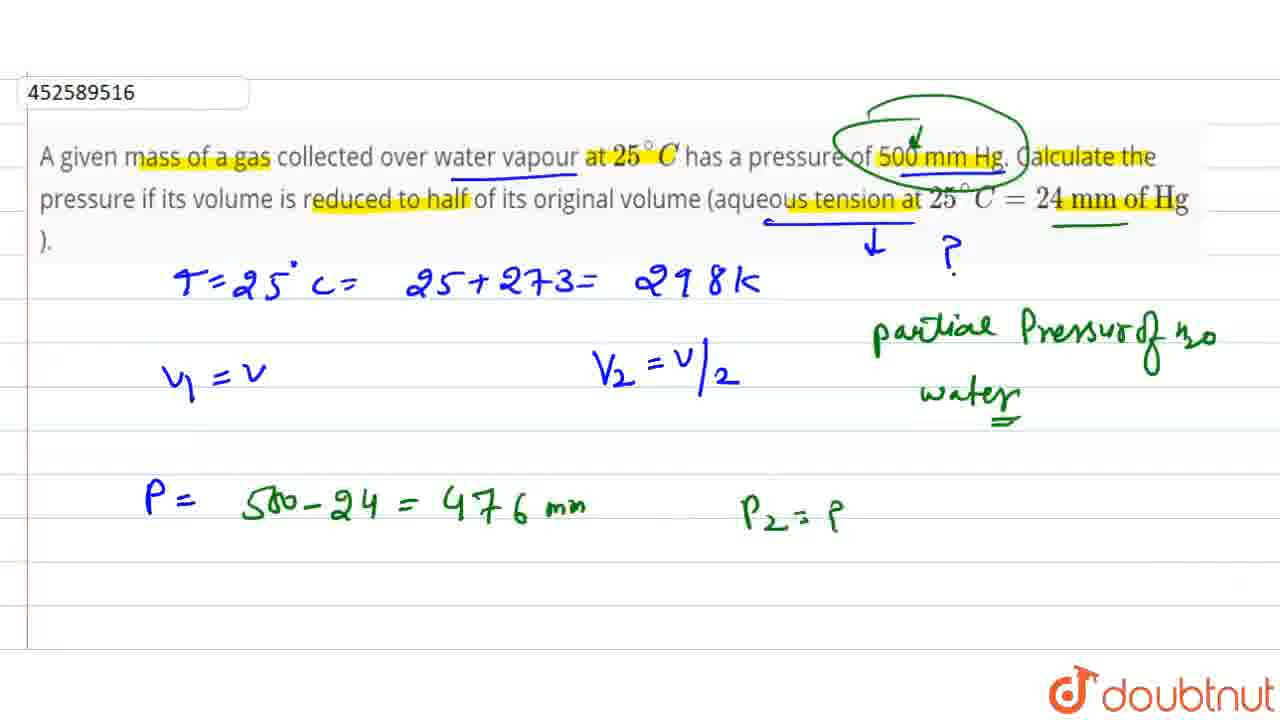 452589516
A given mass of a gas collected over water vapour at 25°C has a pressure of 500 mm Hg. Calculate the
pressure if its volume is reduced to half of its original volume (aqueous tension at 25°C = 24 mm of Hg
).
T = 25°C = 25 + 273 = 298 K
?
partial Pressur of H2O
water
V1 = V
V2 = V/2
P = 500 - 24 = 476 mm
P2 = P
doubtnut